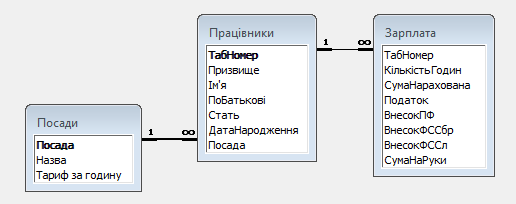 Посади
Посада
Назва
Тариф за годину
1
∞
Працівники
ТабНомер
Призвище
Ім'я
ПоБатькові
Стать
ДатаНародження
Посада
1
∞
Зарплата
ТабНомер
КількістьГодин
СумаНарахована
Податок
ВнесокПФ
ВнесокФССбр
ВнесокФССл
СумаНаРуки